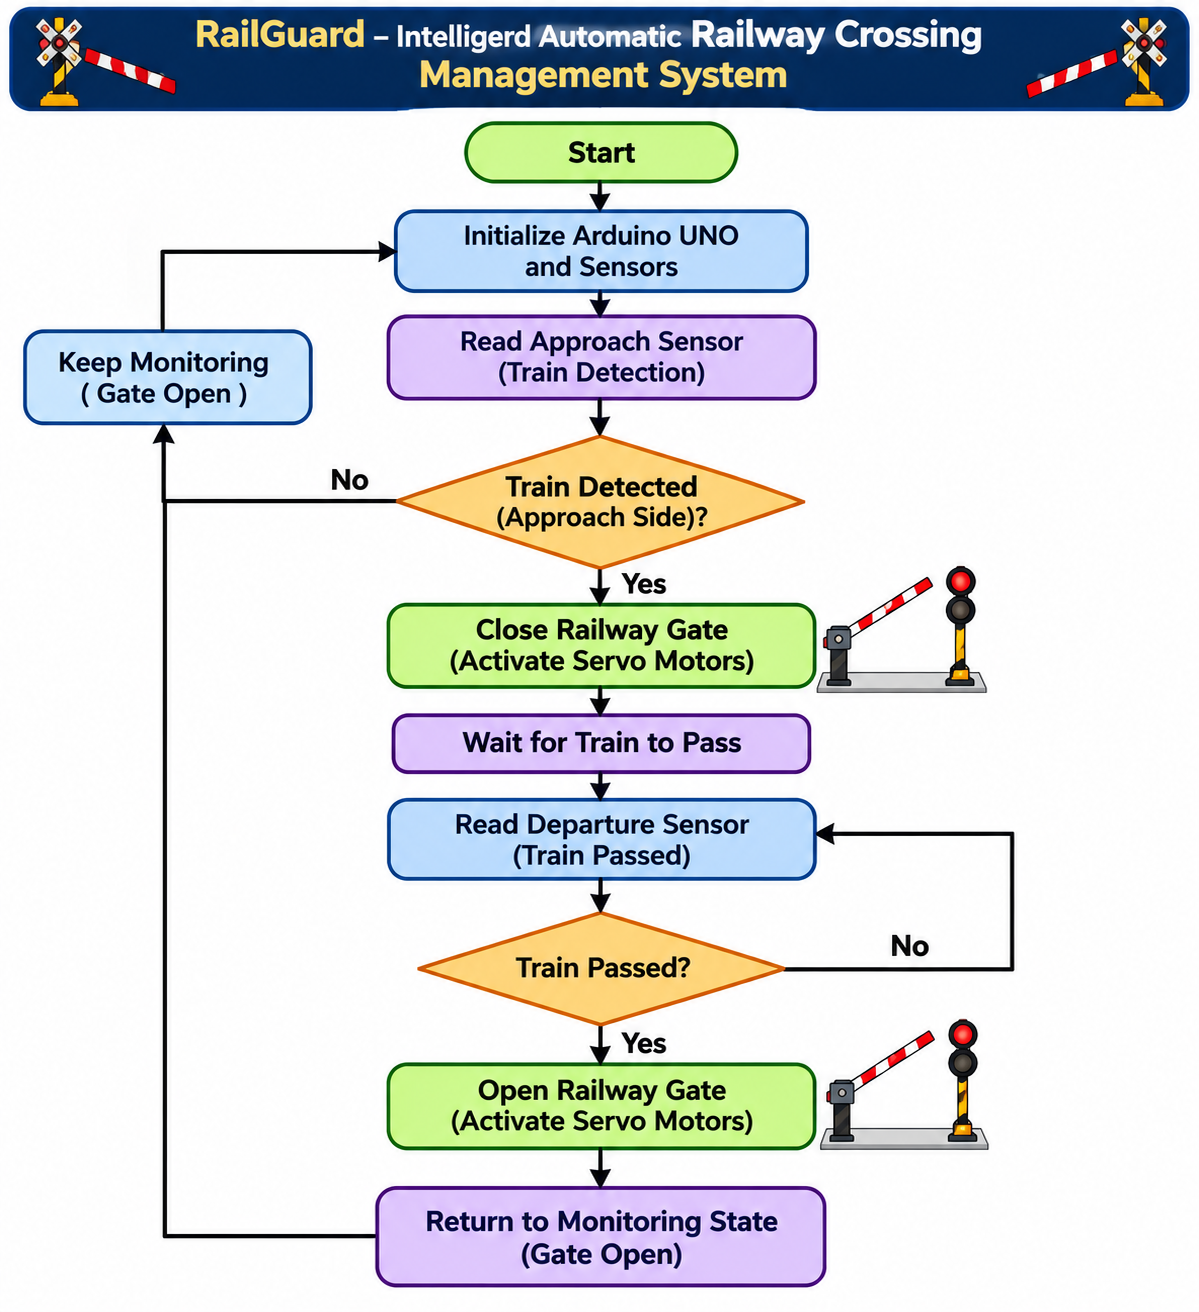 RailGuard – Intelligerd Automatic Railway Crossing
Management System
Start
Initialize Arduino UNO
and Sensors
Read Approach Sensor
(Train Detection)
Keep Monitoring
( Gate Open )
No
Train Detected
(Approach Side)?
Yes
Close Railway Gate
(Activate Servo Motors)
Wait for Train to Pass
Read Departure Sensor
(Train Passed)
No
Train Passed?
Yes
Open Railway Gate
(Activate Servo Motors)
Return to Monitoring State
(Gate Open)